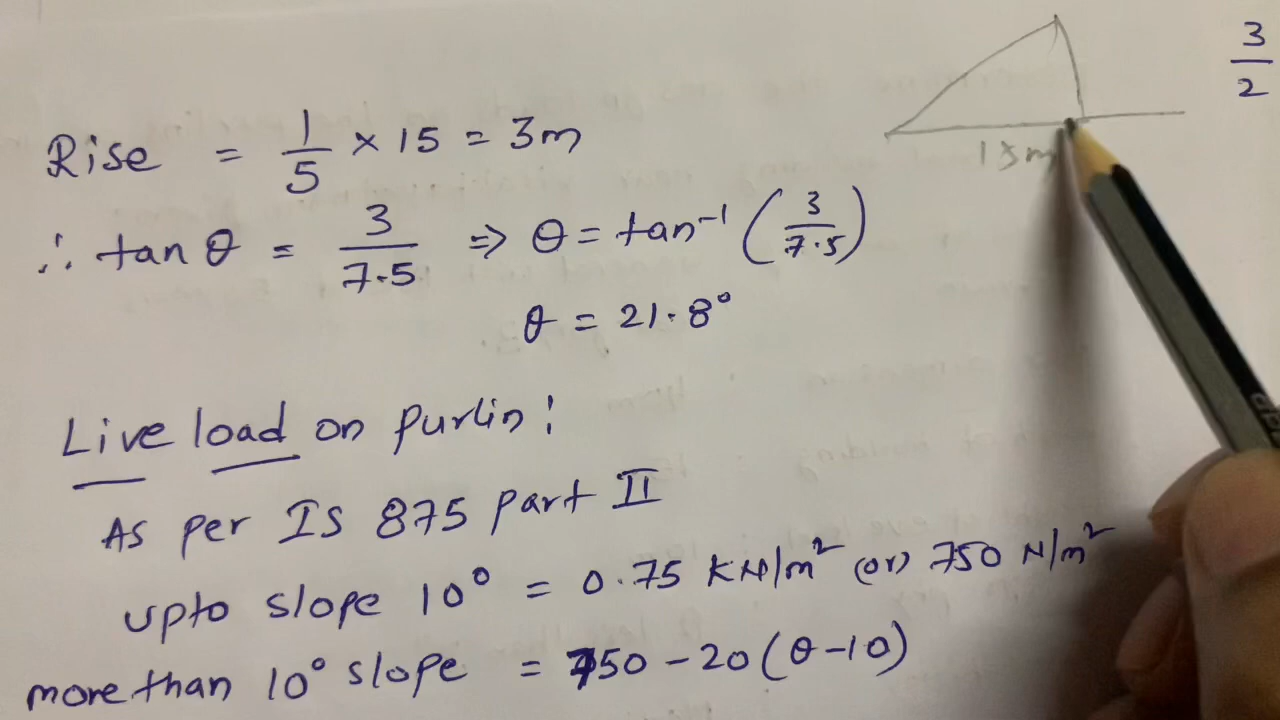 Rise = 1/5 × 15 = 3m
∴ tan θ = 3/7.5 ⇒ θ = tan⁻¹ (3/7.5)
θ = 21.8°
Live load on purlin:
As per IS 875 part II
upto slope 10° = 0.75 KN/m² (or) 750 N/m²
more than 10° slope = 750 - 20 (θ-10)
15m
3/2